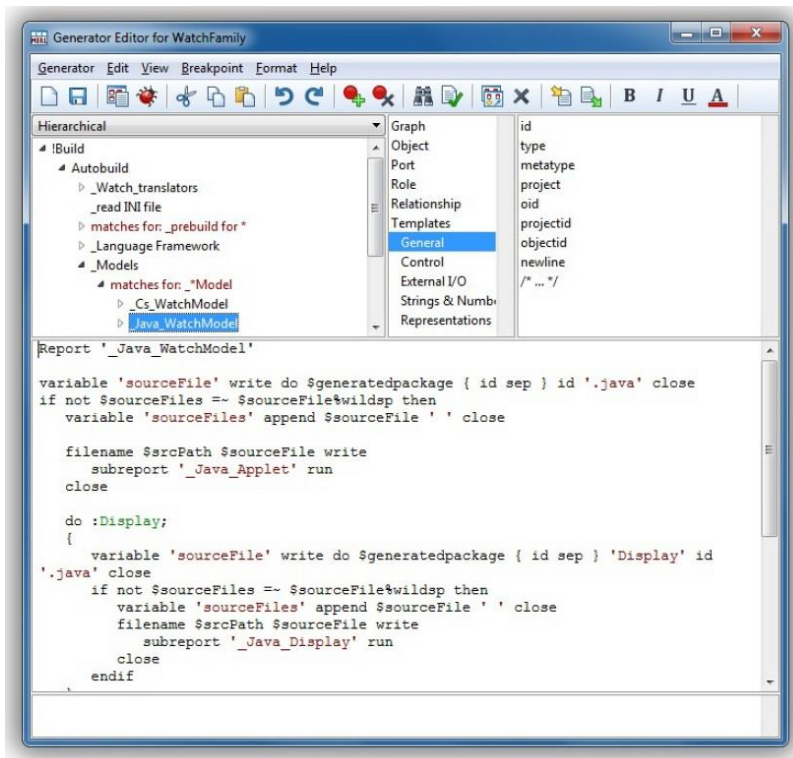 Generator Editor for WatchFamily
Generator Edit View Breakpoint Format Help
B I U A
Hierarchical
!Build
Autobuild
_Watch_translators
_read INI file
matches for: _prebuild for *
_Language Framework
_Models
matches for: _*Model
_Cs_WatchModel
_Java_WatchModel
Graph
Object
Port
Role
Relationship
Templates
General
Control
External I/O
Strings & Numb
Representations
id
type
metatype
project
oid
projectid
objectid
newline
/* ... */
Report '_Java_WatchModel'
variable 'sourceFile' write do $generatedpackage { id sep } id '.java' close
if not $sourceFiles =~ $sourceFile%wildsp then
variable 'sourceFiles' append $sourceFile ' ' close
filename $srcPath $sourceFile write
subreport '_Java_Applet' run
close
do :Display;
{
variable 'sourceFile' write do $generatedpackage { id sep } 'Display' id
'.java' close
if not $sourceFiles =~ $sourceFile%wildsp then
variable 'sourceFiles' append $sourceFile ' ' close
filename $srcPath $sourceFile write
subreport '_Java_Display' run
close
endif